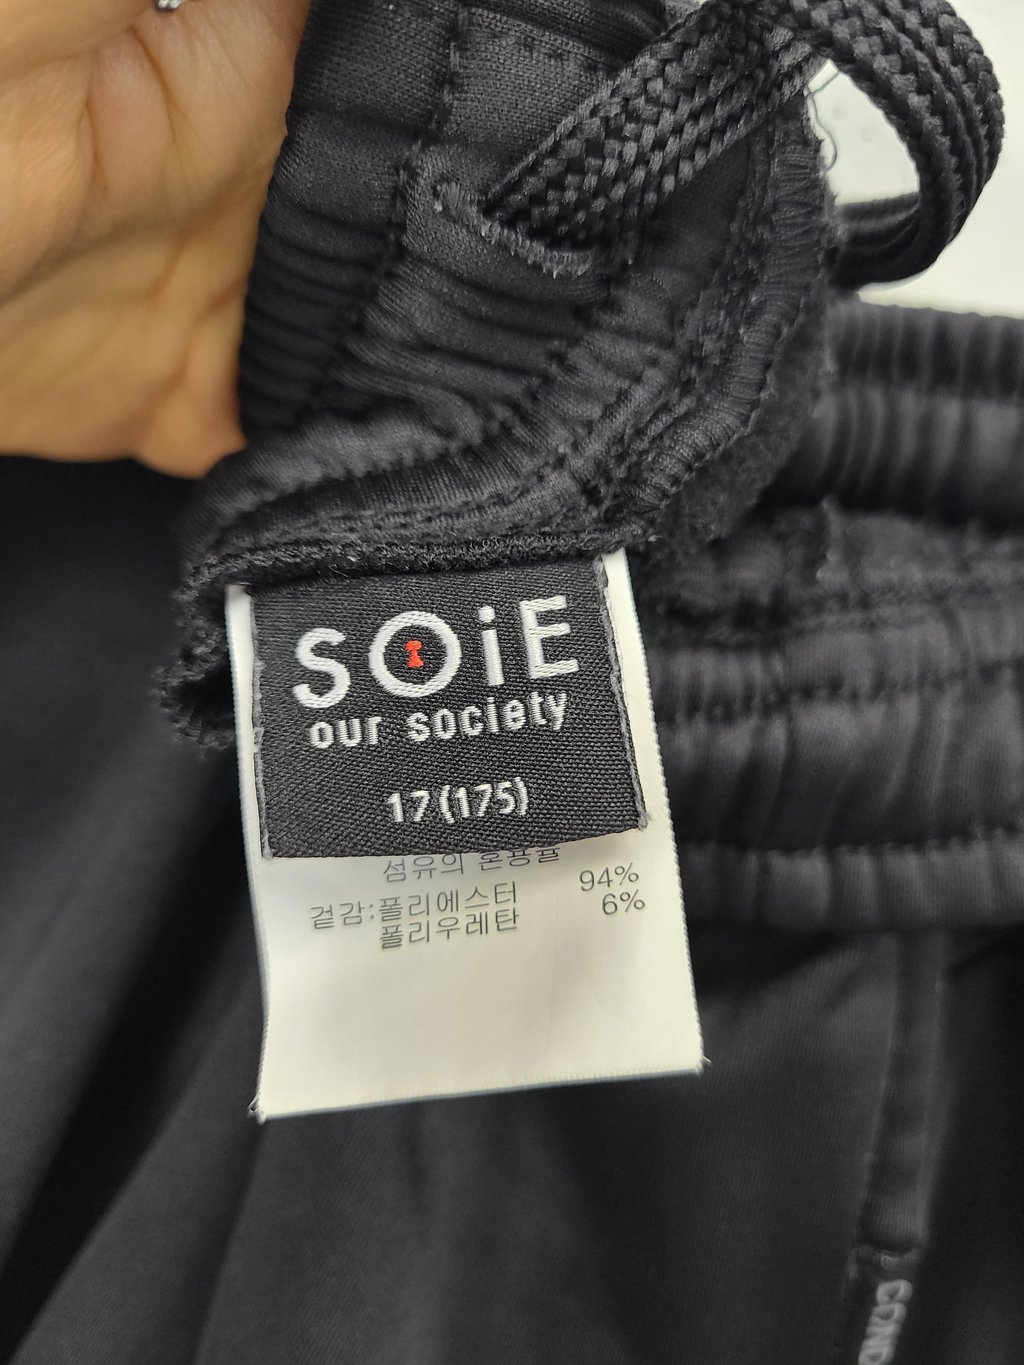 SOiE
our society
17(175)
섬유의 혼용율
겉감:폴리에스터 94%
폴리우레탄 6%